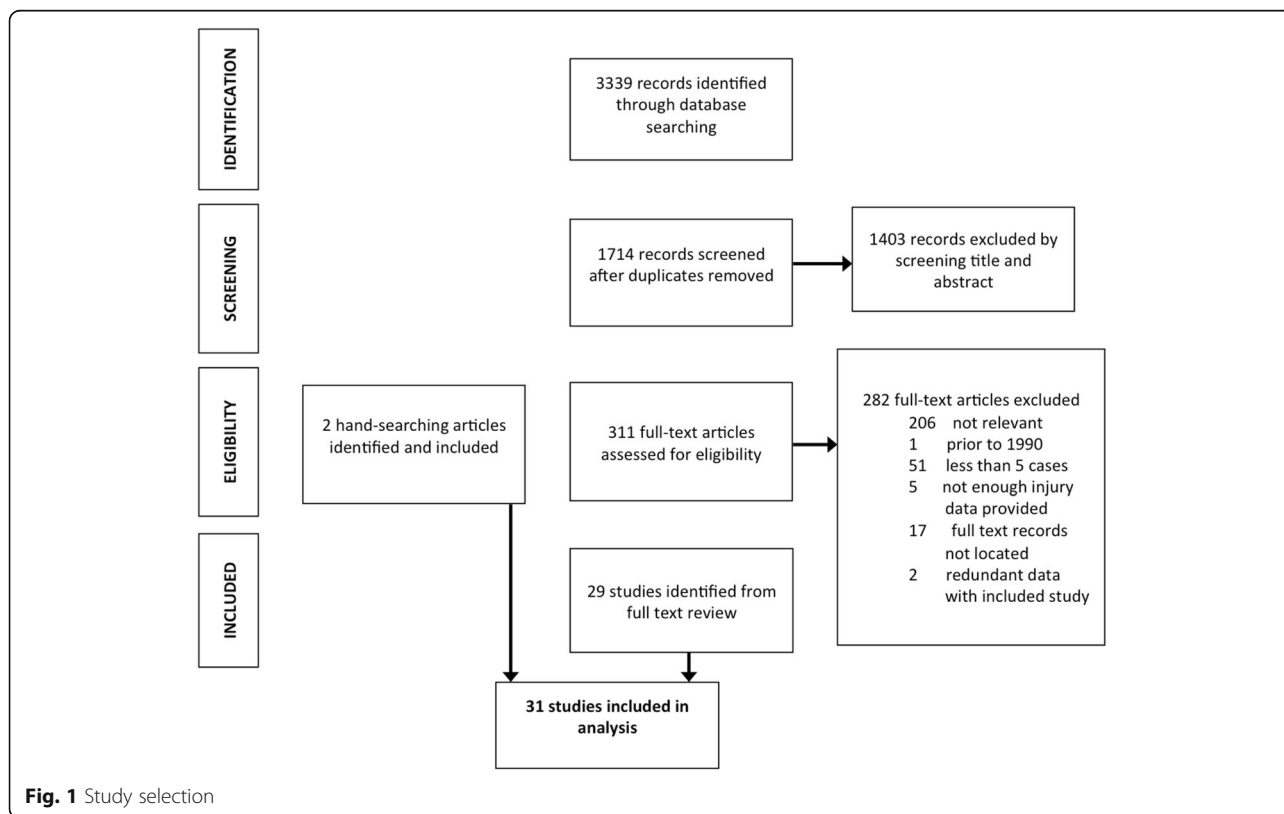 IDENTIFICATION
3339 records identified
through database
searching
SCREENING
1714 records screened
after duplicates removed
1403 records excluded by
screening title and
abstract
ELIGIBILITY
2 hand-searching articles
identified and included
311 full-text articles
assessed for eligibility
282 full-text articles excluded
206 not relevant
1 prior to 1990
51 less than 5 cases
5 not enough injury
data provided
17 full text records
not located
2 redundant data
with included study
INCLUDED
29 studies identified from
full text review
31 studies included in
analysis
Fig. 1 Study selection